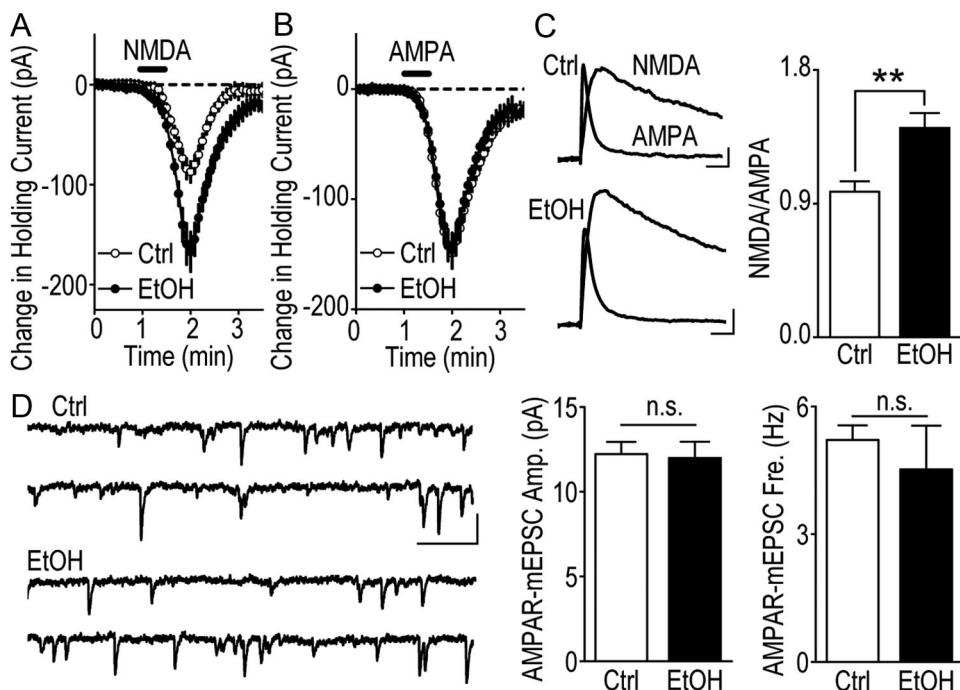 A
NMDA
Change in Holding Current (pA)
0
-100
-200
Ctrl
EtOH
0 1 2 3
Time (min)
B
AMPA
Change in Holding Current (pA)
0
-100
-200
Ctrl
EtOH
0 1 2 3
Time (min)
C
Ctrl
NMDA
AMPA
EtOH
NMDA/AMPA
1.8
0.9
0.0
**
Ctrl EtOH
D
Ctrl
EtOH
AMPAR-mEPSC Amp. (pA)
15
10
5
0
n.s.
Ctrl EtOH
AMPAR-mEPSC Fre. (Hz)
6
3
0
n.s.
Ctrl EtOH